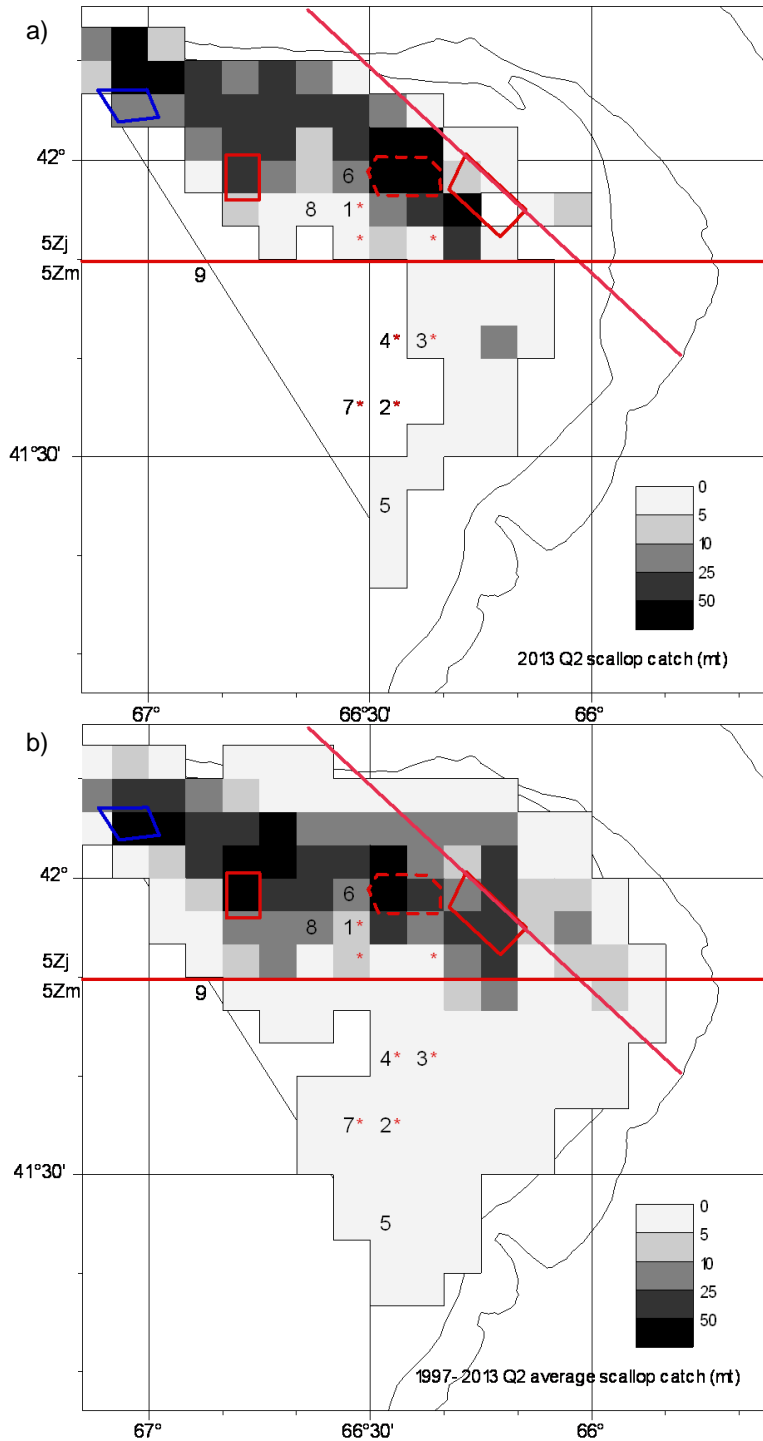 a)
42°
6
8 1*
* *
5Zj
5Zm
9
4* 3*
7* 2*
41°30'
5
0
5
10
25
50
2013 Q2 scallop catch (mt)
67° 66°30' 66°
b)
42°
6
8 1*
* *
5Zj
5Zm
9
4* 3*
7* 2*
41°30'
5
0
5
10
25
50
1997-2013 Q2 average scallop catch (mt)
67° 66°30' 66°